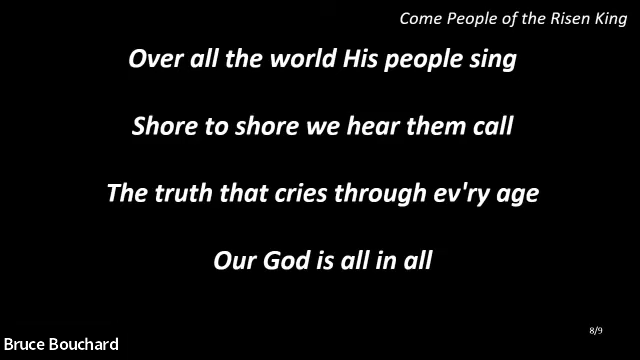 Come People of the Risen King
Over all the world His people sing
Shore to shore we hear them call
The truth that cries through ev'ry age
Our God is all in all
8/9
Bruce Bouchard